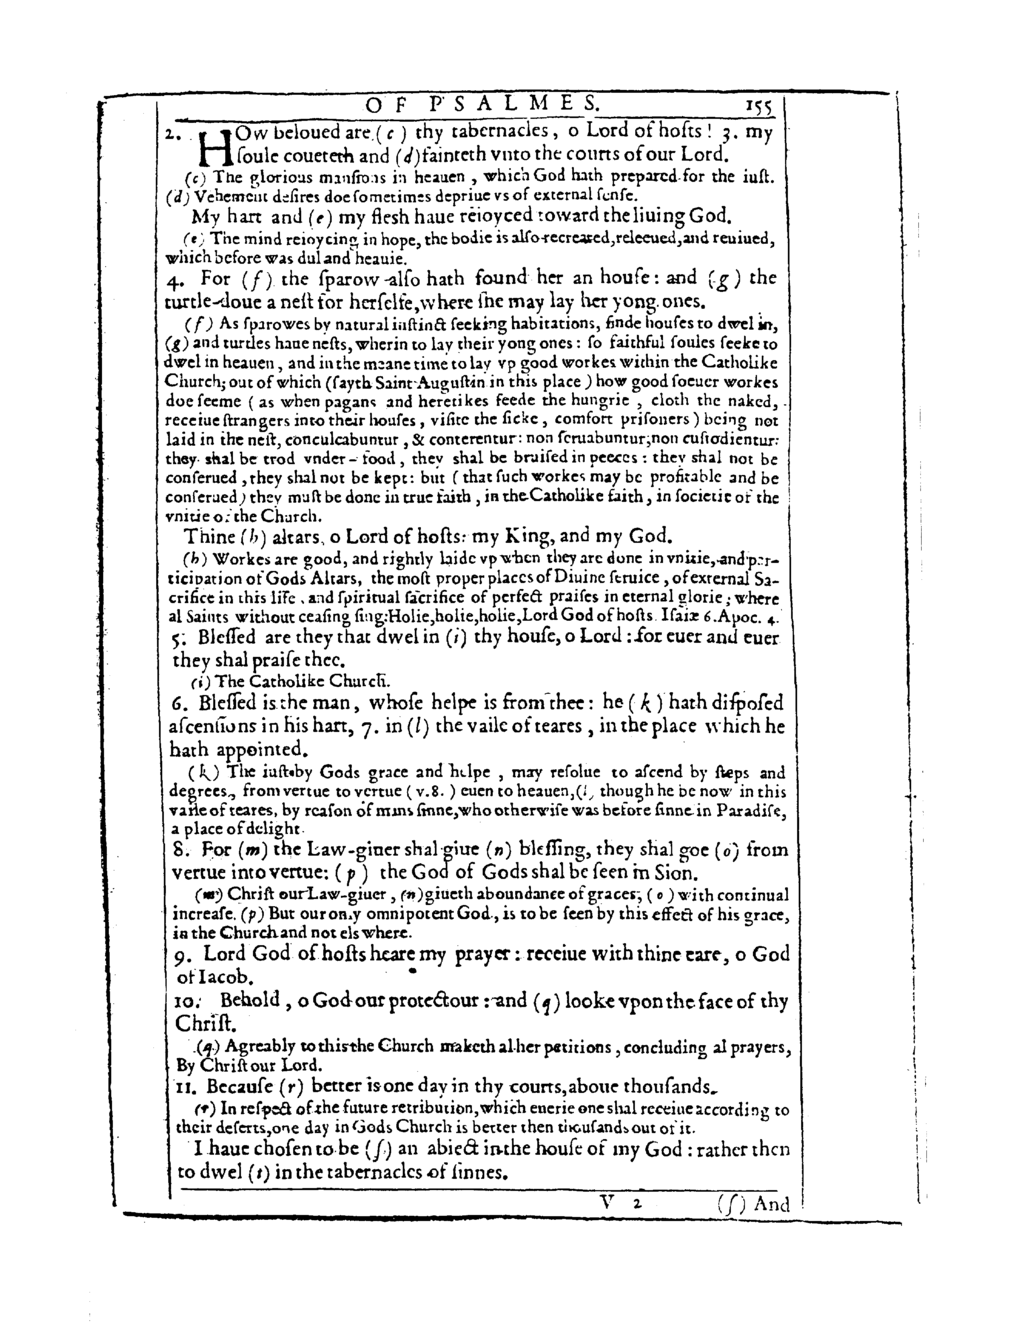 OF PSALMES. 155
2. HOw beloued are (c) thy tabernacles, o Lord of hoſts! 3. my
ſoule coueteth and (d) fainteth vnto the courts of our Lord.
(c) The glorious manſions in heauen, which God hath prepared for the iuſt.
(d) Vehement deſires doe ſometimes depriue vs of external ſenſe.
My hart and (e) my fleſh haue reioyced toward the liuing God.
(e) The mind reioycing in hope, the bodie is alſo recreated, releeued, and reuiued,
which before was dul and heauie.
4. For (f) the ſparow alſo hath found her an houſe: and (g) the
turtle-doue a neſt for herſelfe, where ſhe may lay her yong ones.
(f) As ſparowes by natural inſtinct ſeeking habitations, finde houſes to dwel in,
(g) and turtles haue neſts, wherin to lay their yong ones: ſo faithful ſoules ſeeke to
dwel in heauen, and in the meane time to lay vp good workes within the Catholike
Church; out of which (ſayth Saint Auguſtin in this place) how good ſoeuer workes
doe ſeeme (as when pagans and heretikes feede the hungrie, cloth the naked,
receiue ſtrangers into their houſes, viſite the ſicke, comfort priſoners) being not
laid in the neſt, conculcabuntur, & conterentur: non ſeruabuntur; non cuſtodientur:
they shal be trod vnder-food, they shal be bruiſed in peeces: they shal not be
conſerued, they shal not be kept: but (that ſuch workes may be profitable and be
conſerued) they muſt be done in true faith, in the Catholike faith, in ſocietie of the
vnitie of the Church.
Thine (h) altars, o Lord of hoſts: my King, and my God.
(h) Workes are good, and rightly laide vp when they are done in vnitie, and par-
ticipation of Gods Altars, the moſt proper places of Diuine ſeruice, of external Sa-
crifice in this life, and ſpiritual ſacrifice of perfect praiſes in eternal glorie; where
al Saints without ceaſing ſing: Holie, holie, holie, Lord God of hoſts. Iſaiæ 6. Apoc. 4.
5. Bleſſed are they that dwel in (i) thy houſe, o Lord: for euer and euer
they shal praiſe thee.
(i) The Catholike Church.
6. Bleſſed is the man, whoſe helpe is from thee: he (k) hath diſpoſed
aſcenſions in his hart, 7. in (l) the vaile of teares, in the place which he
hath appointed.
(k) The iuſt by Gods grace and helpe, may reſolue to aſcend by ſteps and
degrees, from vertue to vertue (v.8.) euen to heauen, (l) though he be now in this
vaile of teares, by reaſon of mans ſinne, who otherwiſe was before ſinne in Paradiſe,
a place of delight.
8. For (m) the Law-giuer shal giue (n) bleſſing, they shal goe (o) from
vertue into vertue: (p) the God of Gods shal be ſeen in Sion.
(m) Chriſt our Law-giuer, (n) giueth aboundance of graces; (o) with continual
increaſe. (p) But our only omnipotent God, is to be ſeen by this effect of his grace,
in the Church and not els where.
9. Lord God of hoſts heare my prayer: receiue with thine eare, o God
of Iacob.
10. Behold, o God our protectour: and (q) looke vpon the face of thy
Chriſt.
(q) Agreably to this the Church maketh al her petitions, concluding al prayers,
By Chriſt our Lord.
11. Becauſe (r) better is one day in thy courts, aboue thouſands.
(r) In reſpect of the future retribution, which euerie one shal receiue according to
their deſerts, one day in Gods Church is better then thouſands out of it.
I haue choſen to be (ſ) an abiect in the houſe of my God: rather then
to dwel (t) in the tabernacles of ſinnes.
V 2 (ſ) And